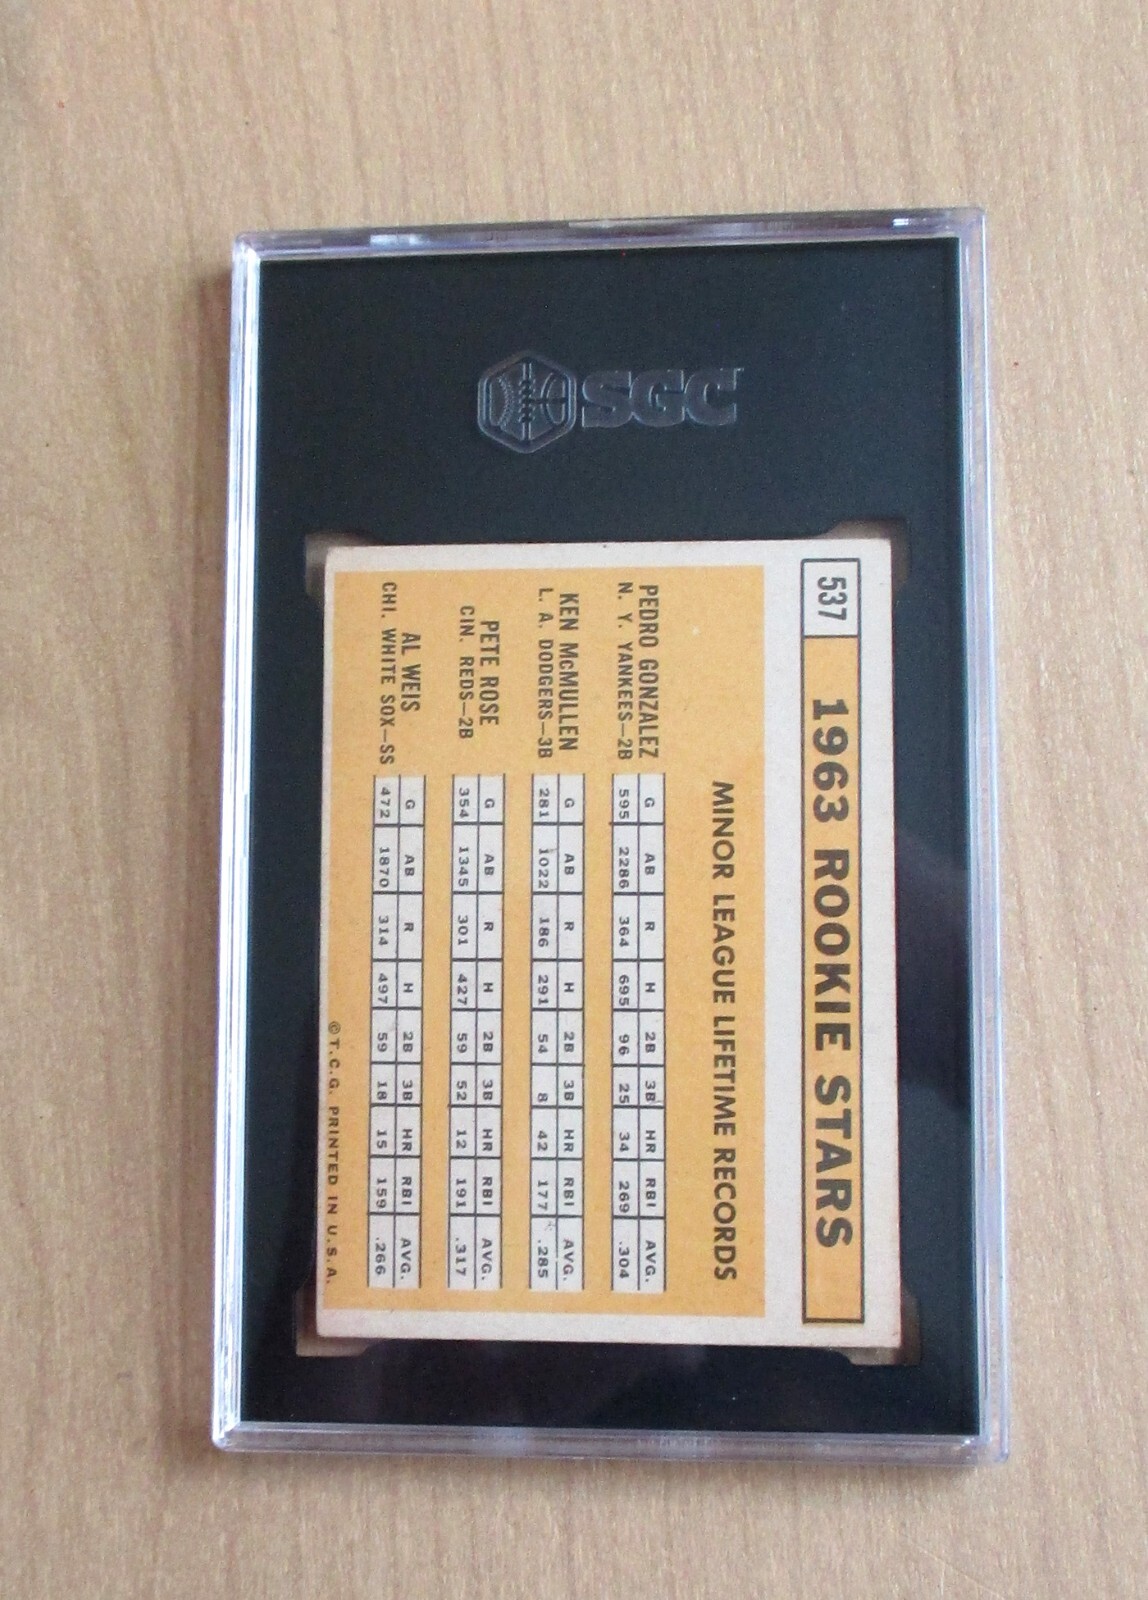 SGC
537 1963 ROOKIE STARS
MINOR LEAGUE LIFETIME RECORDS
PEDRO GONZALEZ G AB R H 2B 3B HR RBI AVG.
N. Y. YANKEES—2B 595 2286 364 695 96 25 34 269 .304
KEN McMULLEN G AB R H 2B 3B HR RBI AVG.
L. A. DODGERS—3B 281 1022 186 291 54 8 42 177 .285
PETE ROSE G AB R H 2B 3B HR RBI AVG.
CIN. REDS—2B 354 1345 301 427 59 52 12 191 .317
AL WEIS G AB R H 2B 3B HR RBI AVG.
CHI. WHITE SOX—SS 472 1870 314 497 59 18 15 159 .266
©T.C.G. PRINTED IN U.S.A.